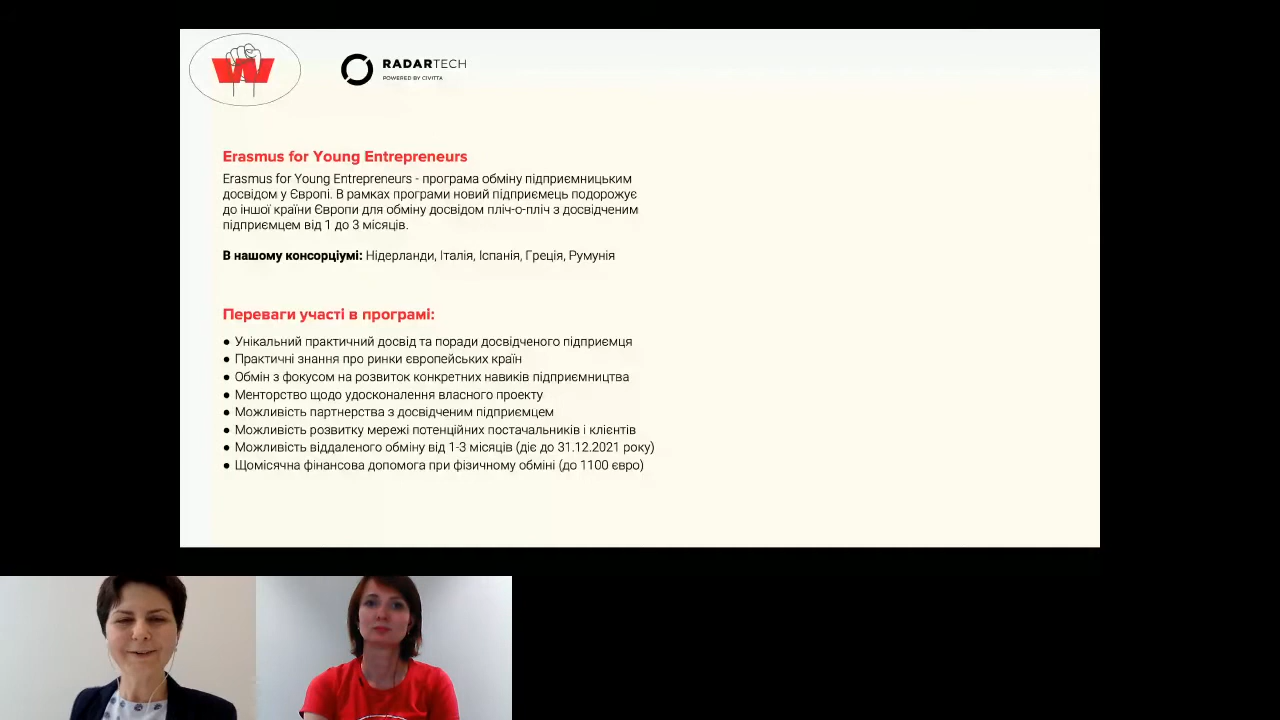 W
RADARTECH
POWERED BY CIVITTA
Erasmus for Young Entrepreneurs
Erasmus for Young Entrepreneurs - програма обміну підприємницьким
досвідом у Європі. В рамках програми новий підприємець подорожує
до іншої країни Європи для обміну досвідом пліч-о-пліч з досвідченим
підприємцем від 1 до 3 місяців.
В нашому консорціумі: Нідерланди, Італія, Іспанія, Греція, Румунія
Переваги участі в програмі:
● Унікальний практичний досвід та поради досвідченого підприємця
● Практичні знання про ринки європейських країн
● Обмін з фокусом на розвиток конкретних навиків підприємництва
● Менторство щодо удосконалення власного проекту
● Можливість партнерства з досвідченим підприємцем
● Можливість розвитку мережі потенційних постачальників і клієнтів
● Можливість віддаленого обміну від 1-3 місяців (діє до 31.12.2021 року)
● Щомісячна фінансова допомога при фізичному обміні (до 1100 євро)